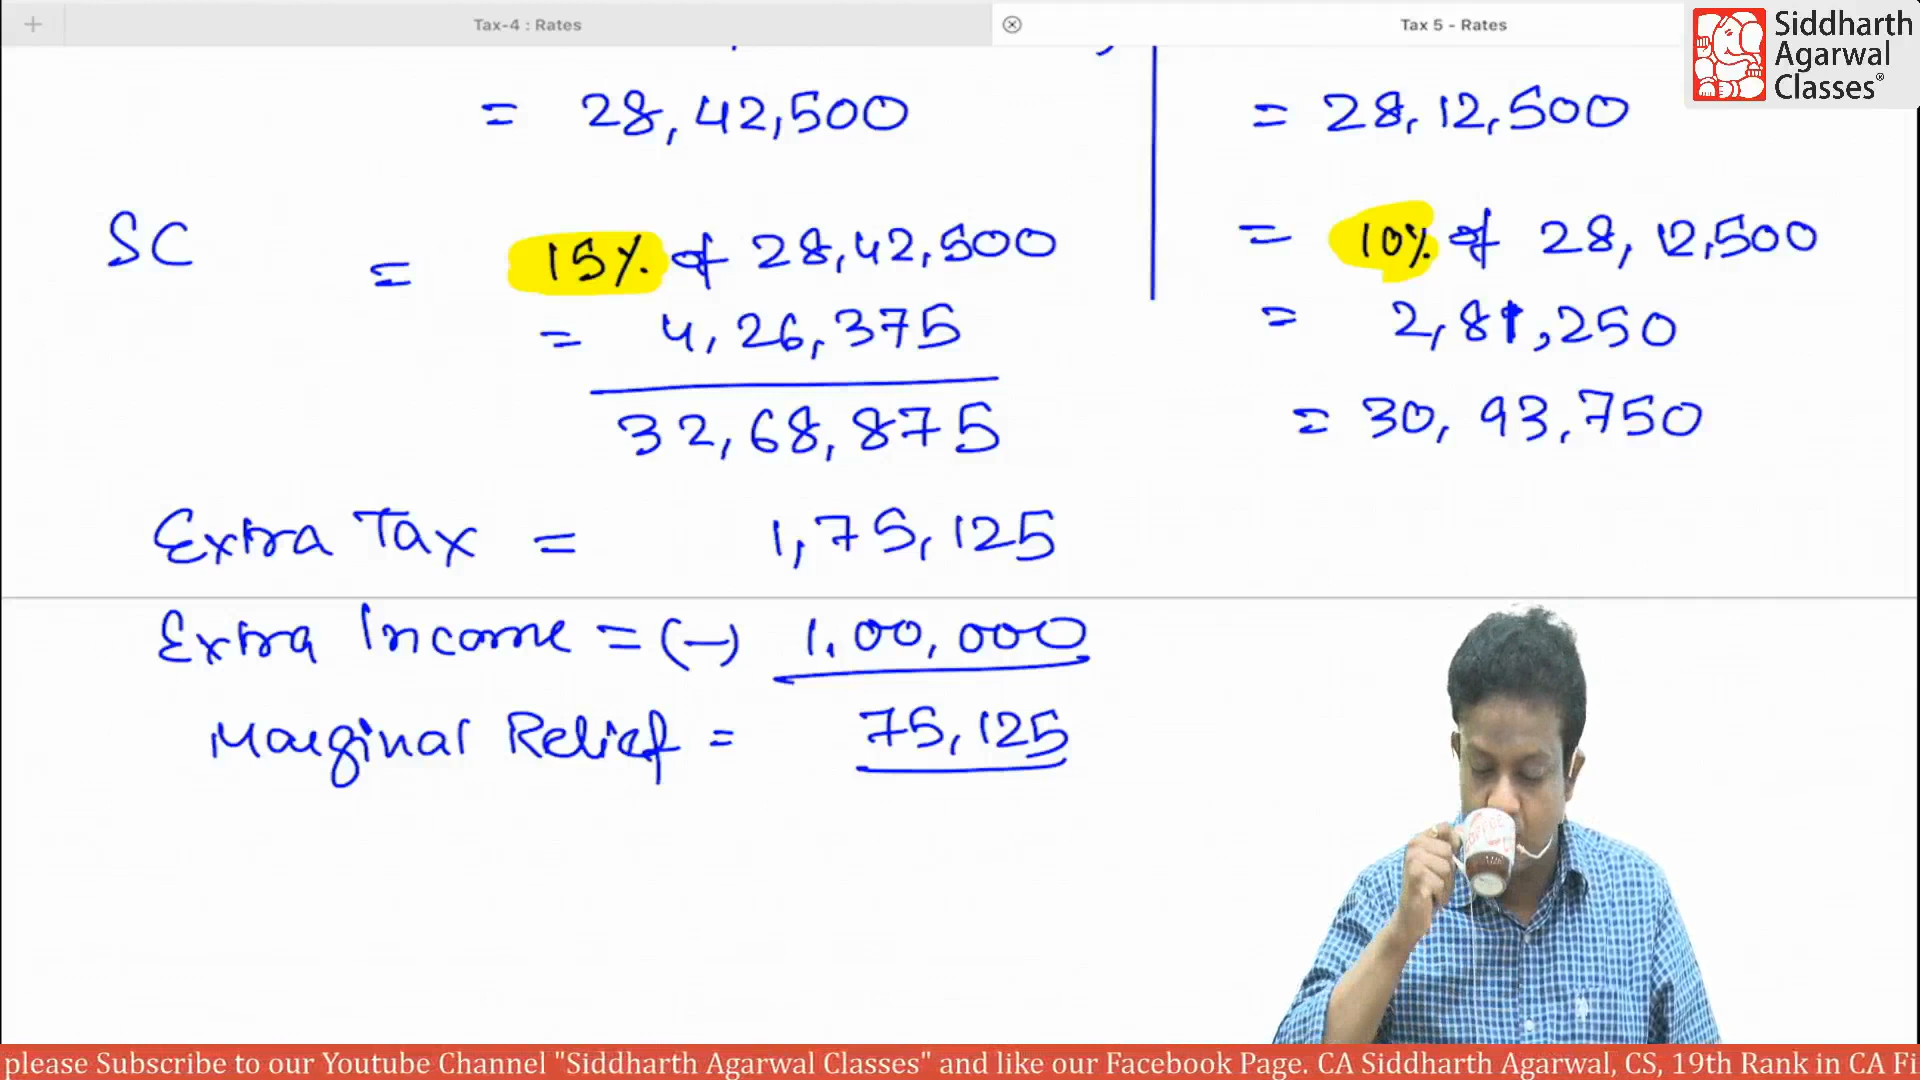 Tax-4 : Rates
Tax 5 - Rates
Siddharth
Agarwal
Classes®
= 28,42,500
= 28,12,500
SC = 15% of 28,42,500
= 10% of 28,12,500
= 4,26,375
= 2,81,250
32,68,875
= 30,93,750
Extra Tax = 1,75,125
Extra Income = (-) 1,00,000
Marginal Relief = 75,125
please Subscribe to our Youtube Channel "Siddharth Agarwal Classes" and like our Facebook Page. CA Siddharth Agarwal, CS, 19th Rank in CA Fi